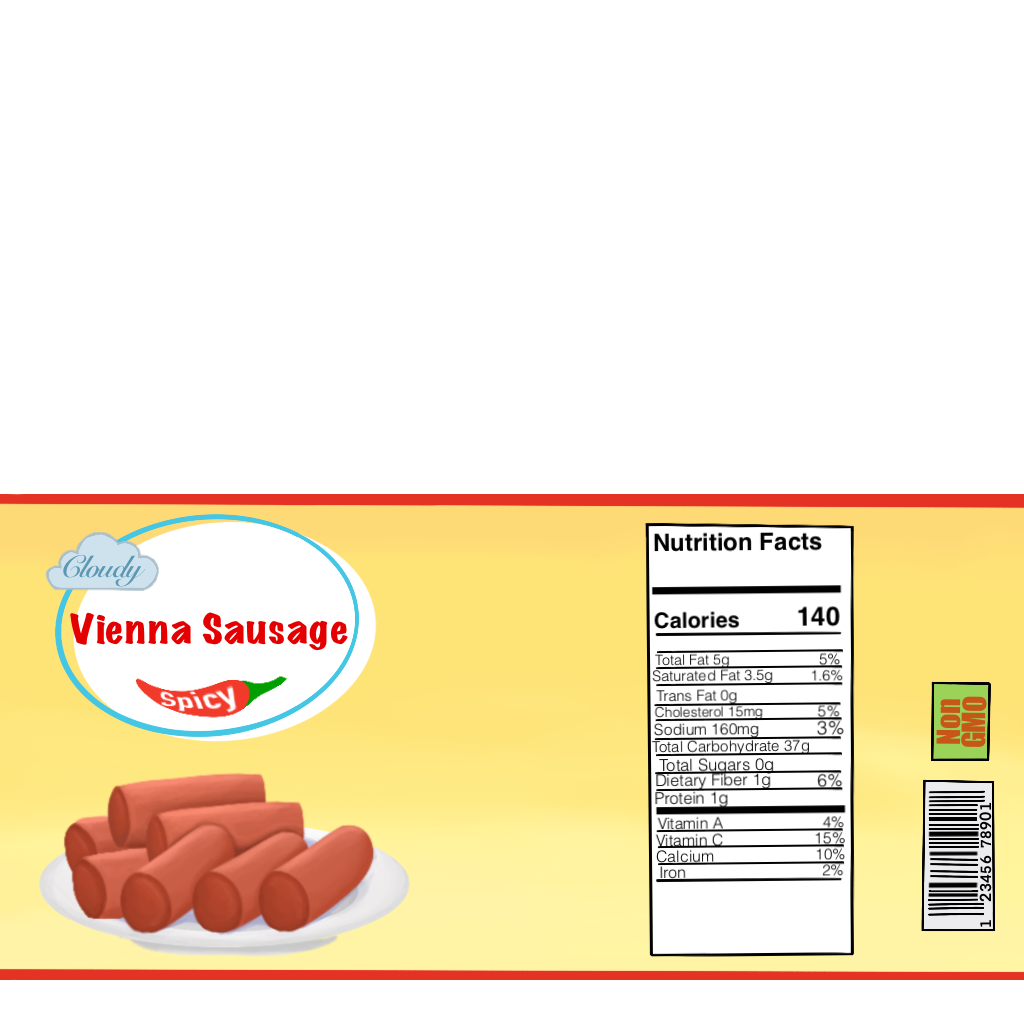 Cloudy
Vienna Sausage
Spicy
Nutrition Facts
Calories 140
Total Fat 5g 5%
Saturated Fat 3.5g 1.6%
Trans Fat 0g
Cholesterol 15mg 5%
Sodium 160mg 3%
Total Carbohydrate 37g
Total Sugars 0g
Dietary Fiber 1g 6%
Protein 1g
Vitamin A 4%
Vitamin C 15%
Calcium 10%
Iron 2%
Non
GMO
1 23456 78901